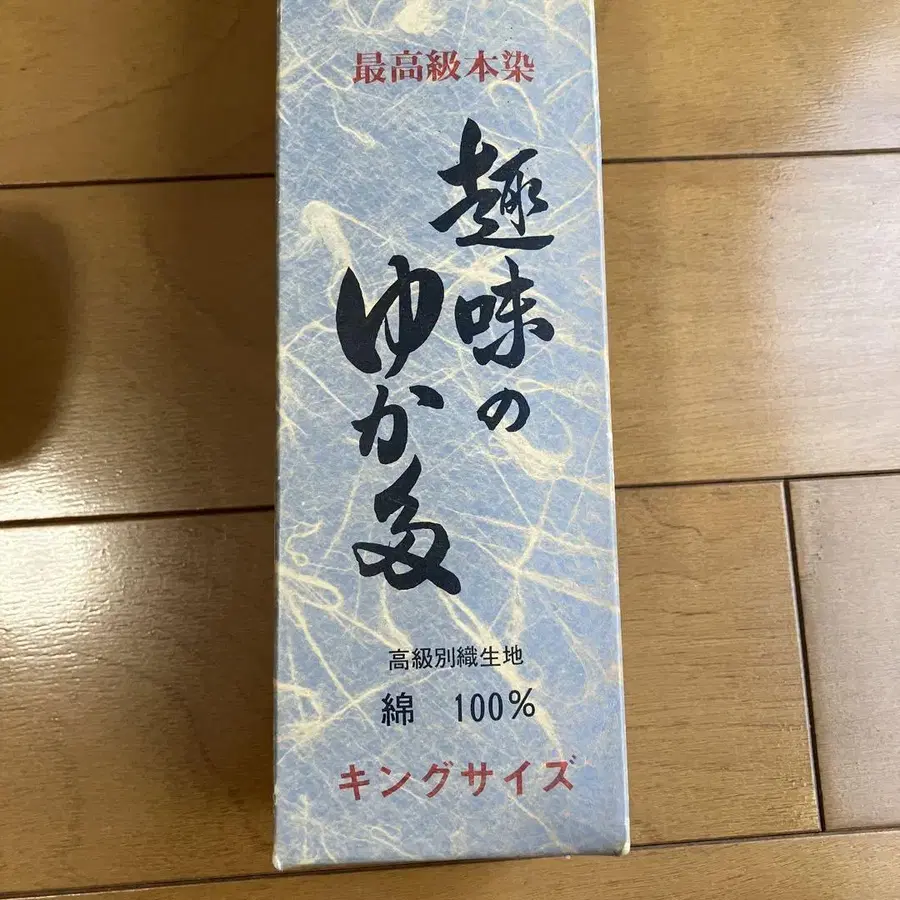 最高級本染
趣味の
ゆか多
高級別織生地
綿 100%
キングサイズ